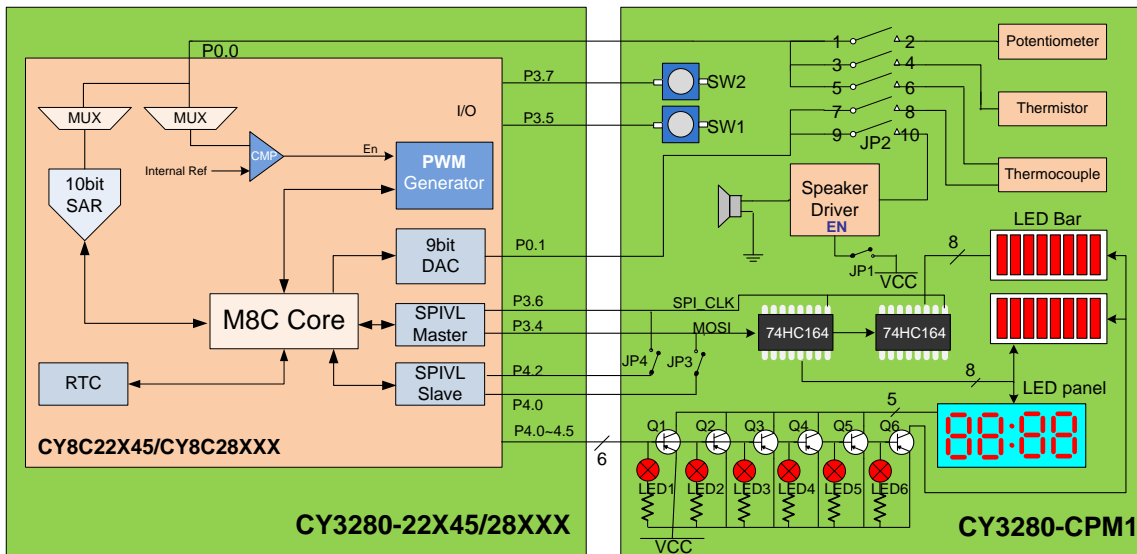 P0.0
MUX
MUX
I/O
CMP
En
Internal Ref
PWM
Generator
10bit
SAR
9bit
DAC
M8C Core
SPIVL
Master
SPIVL
Slave
RTC
CY8C22X45/CY8C28XXX
P3.7
P3.5
P0.1
P3.6
P3.4
P4.2
P4.0
P4.0~4.5
6
CY3280-22X45/28XXX
SW2
SW1
1 2
3 4
5 6
7 8
9 10
JP2
Potentiometer
Thermistor
Thermocouple
Speaker
Driver
EN
JP1
VCC
LED Bar
8
SPI_CLK
MOSI
74HC164
74HC164
JP4
JP3
8
LED panel
5
88:88
Q1
Q2
Q3
Q4
Q5
Q6
LED1
LED2
LED3
LED4
LED5
LED6
VCC
CY3280-CPM1